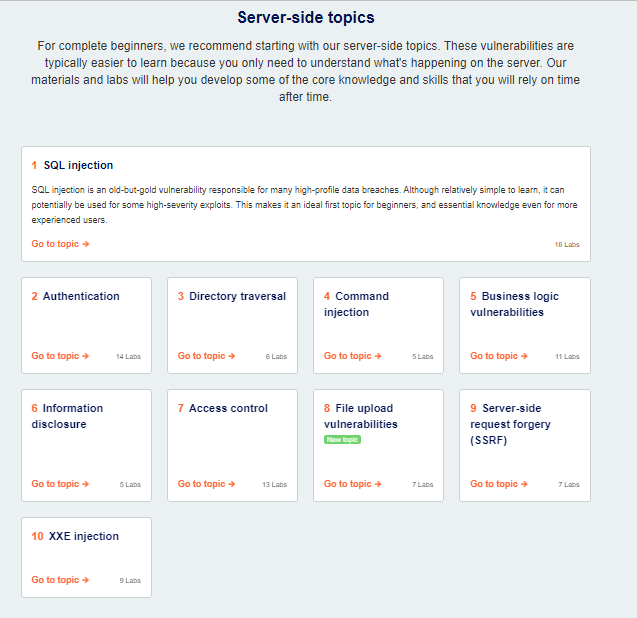 Server-side topics
For complete beginners, we recommend starting with our server-side topics. These vulnerabilities are
typically easier to learn because you only need to understand what's happening on the server. Our
materials and labs will help you develop some of the core knowledge and skills that you will rely on time
after time.
1 SQL injection
SQL injection is an old-but-gold vulnerability responsible for many high-profile data breaches. Although relatively simple to learn, it can
potentially be used for some high-severity exploits. This makes it an ideal first topic for beginners, and essential knowledge even for more
experienced users.
Go to topic → 16 Labs
2 Authentication
Go to topic → 14 Labs
3 Directory traversal
Go to topic → 6 Labs
4 Command
injection
Go to topic → 5 Labs
5 Business logic
vulnerabilities
Go to topic → 11 Labs
6 Information
disclosure
Go to topic → 5 Labs
7 Access control
Go to topic → 13 Labs
8 File upload
vulnerabilities
New topic
Go to topic → 7 Labs
9 Server-side
request forgery
(SSRF)
Go to topic → 7 Labs
10 XXE injection
Go to topic → 9 Labs